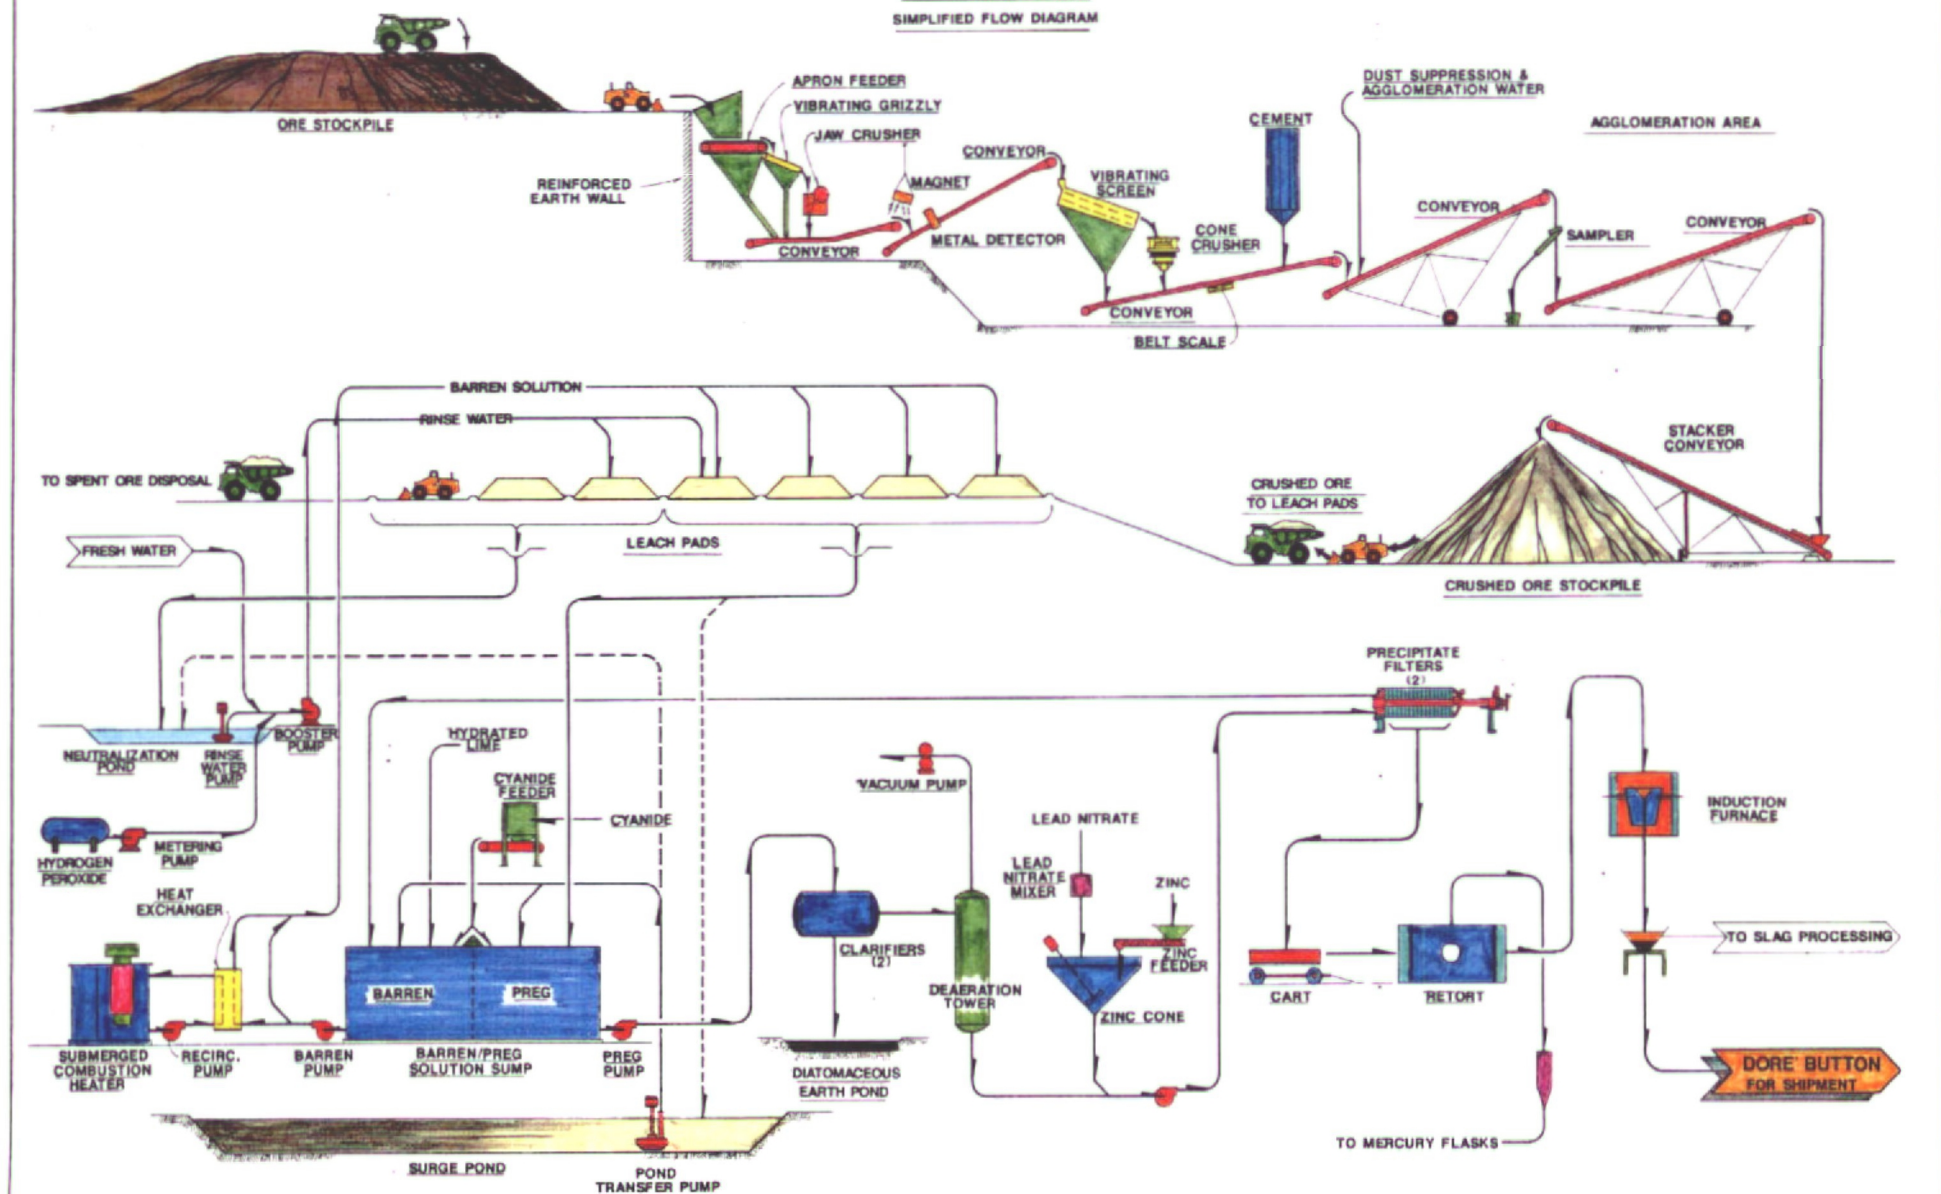 SIMPLIFIED FLOW DIAGRAM
ORE STOCKPILE
APRON FEEDER
VIBRATING GRIZZLY
JAW CRUSHER
REINFORCED
EARTH WALL
MAGNET
CONVEYOR
METAL DETECTOR
CONVEYOR
VIBRATING
SCREEN
CONE
CRUSHER
CEMENT
DUST SUPPRESSION &
AGGLOMERATION WATER
AGGLOMERATION AREA
CONVEYOR
BELT SCALE
CONVEYOR
SAMPLER
CONVEYOR
BARREN SOLUTION
RINSE WATER
TO SPENT ORE DISPOSAL
LEACH PADS
CRUSHED ORE
TO LEACH PADS
STACKER
CONVEYOR
CRUSHED ORE STOCKPILE
FRESH WATER
NEUTRALIZATION
POND
RINSE
WATER
PUMP
BOOSTER
PUMP
HYDROGEN
PEROXIDE
METERING
PUMP
HEAT
EXCHANGER
HYDRATED
LIME
CYANIDE
FEEDER
CYANIDE
VACUUM PUMP
PRECIPITATE
FILTERS
(2)
LEAD NITRATE
LEAD
NITRATE
MIXER
ZINC
ZINC
FEEDER
ZINC CONE
INDUCTION
FURNACE
CLARIFIERS
(2)
DEAERATION
TOWER
BARREN
PREG
CART
RETORT
TO SLAG PROCESSING
SUBMERGED
COMBUSTION
HEATER
RECIRC.
PUMP
BARREN
PUMP
BARREN/PREG
SOLUTION SUMP
PREG
PUMP
DIATOMACEOUS
EARTH POND
DORE' BUTTON
FOR SHIPMENT
TO MERCURY FLASKS
SURGE POND
POND
TRANSFER PUMP